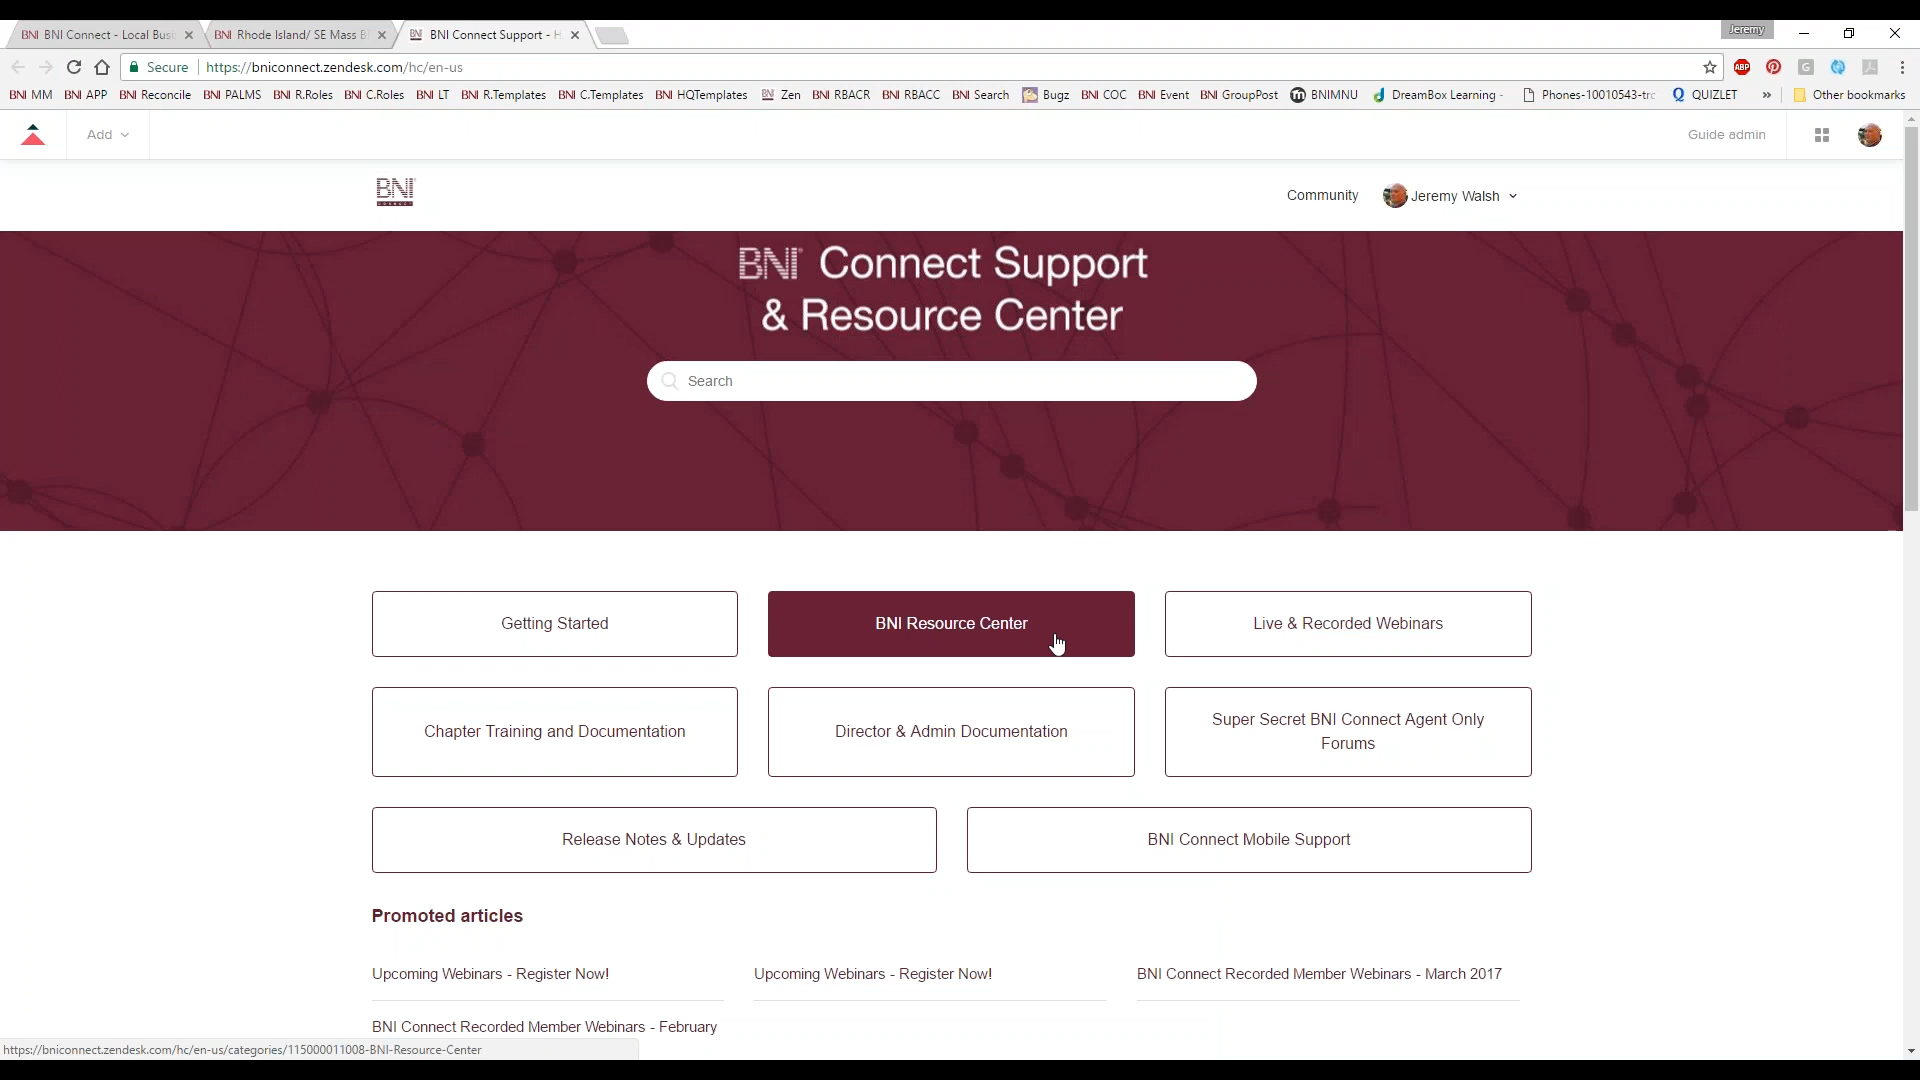 BNI BNI Connect - Local Busi
BNI Rhode Island/ SE Mass B
BNI BNI Connect Support - H
Jeremy
Secure
https://bniconnect.zendesk.com/hc/en-us
ABP
G
BNI MM
BNI APP
BNI Reconcile
BNI PALMS
BNI R.Roles
BNI C.Roles
BNI LT
BNI R.Templates
BNI C.Templates
BNI HQTemplates
BNI Zen
BNI RBACR
BNI RBACC
BNI Search
Bugz
BNI COC
BNI Event
BNI GroupPost
m BNIMNU
d DreamBox Learning -
Phones-10010543-tr
Q QUIZLET
»
Other bookmarks
Add
Guide admin
BNI
CONNECT
Community
Jeremy Walsh
BNI Connect Support
& Resource Center
Search
Getting Started
BNI Resource Center
Live & Recorded Webinars
Chapter Training and Documentation
Director & Admin Documentation
Super Secret BNI Connect Agent Only
Forums
Release Notes & Updates
BNI Connect Mobile Support
Promoted articles
Upcoming Webinars - Register Now!
Upcoming Webinars - Register Now!
BNI Connect Recorded Member Webinars - March 2017
BNI Connect Recorded Member Webinars - February
https://bniconnect.zendesk.com/hc/en-us/categories/115000011008-BNI-Resource-Center